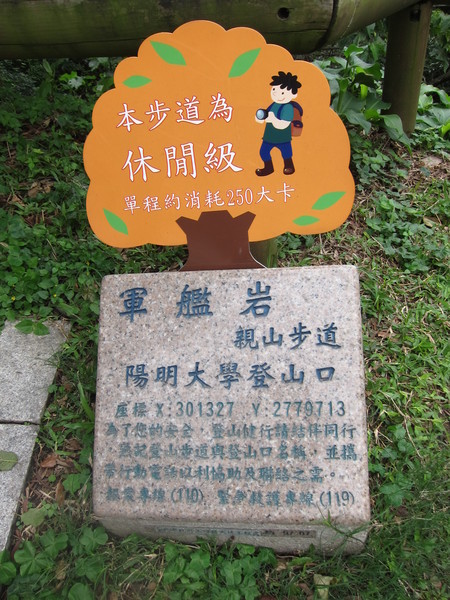 本步道為
休閒級
單程約消耗250大卡
軍艦岩
親山步道
陽明大學登山口
座標 X:301327 Y:2779713
為了您的安全，登山健行請結伴同行
，熟記登山步道與登山口名稱，並攜
帶行動電話以利協助及聯絡之需。
報案專線(110) 緊急救護專線(119)